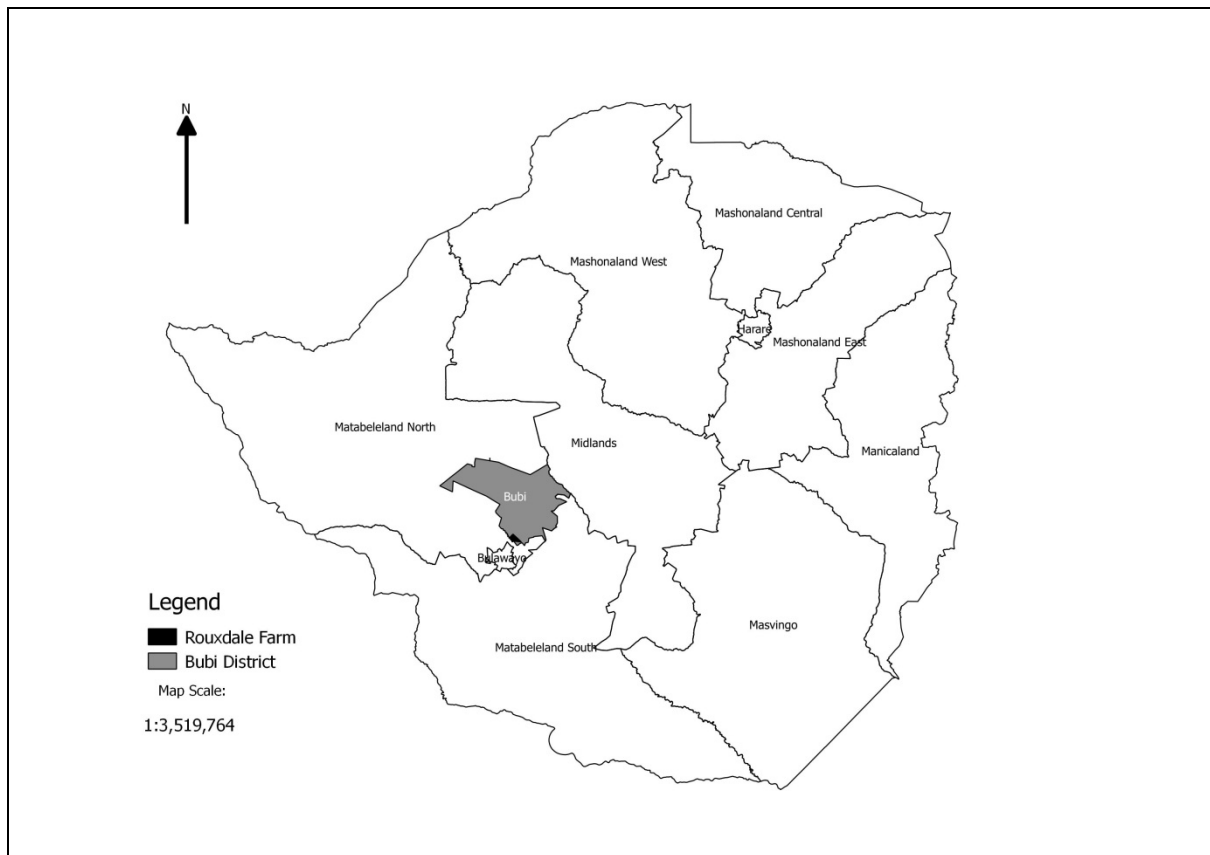 N
Mashonaland Central
Mashonaland West
Harare
Mashonaland East
Matabeleland North
Midlands
Manicaland
Bubi
Bulawayo
Legend
Rouxdale Farm
Bubi District
Map Scale:
1:3,519,764
Matabeleland South
Masvingo